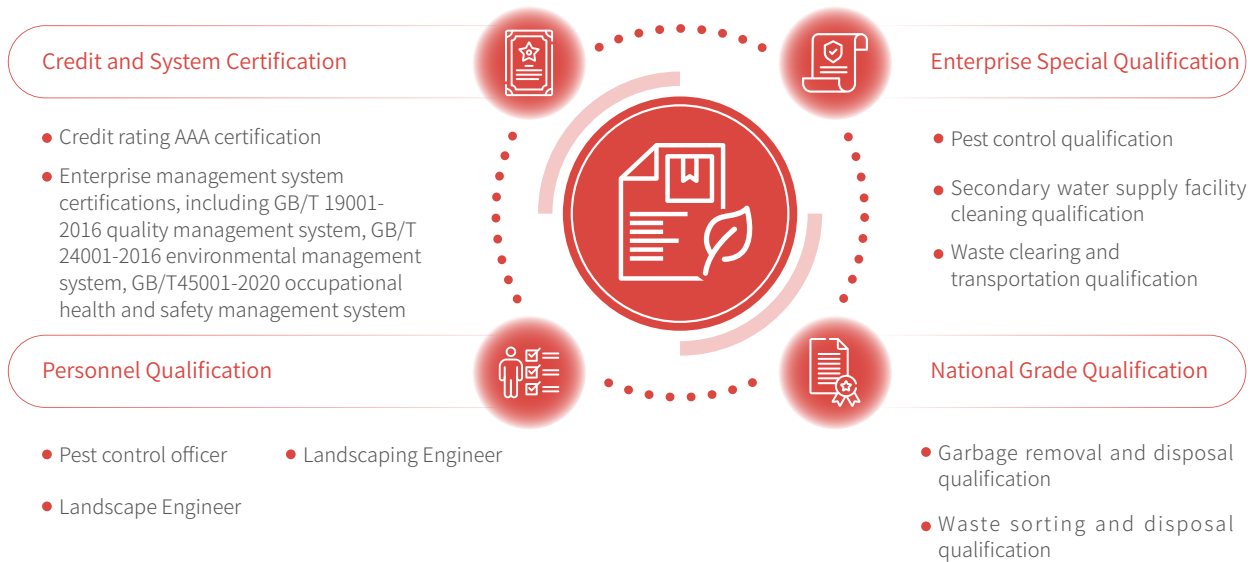 Credit and System Certification
Credit rating AAA certification
Enterprise management system
certifications, including GB/T 19001-
2016 quality management system, GB/T
24001-2016 environmental management
system, GB/T45001-2020 occupational
health and safety management system
Enterprise Special Qualification
Pest control qualification
Secondary water supply facility
cleaning qualification
Waste clearing and
transportation qualification
Personnel Qualification
Pest control officer
Landscaping Engineer
Landscape Engineer
National Grade Qualification
Garbage removal and disposal
qualification
Waste sorting and disposal
qualification